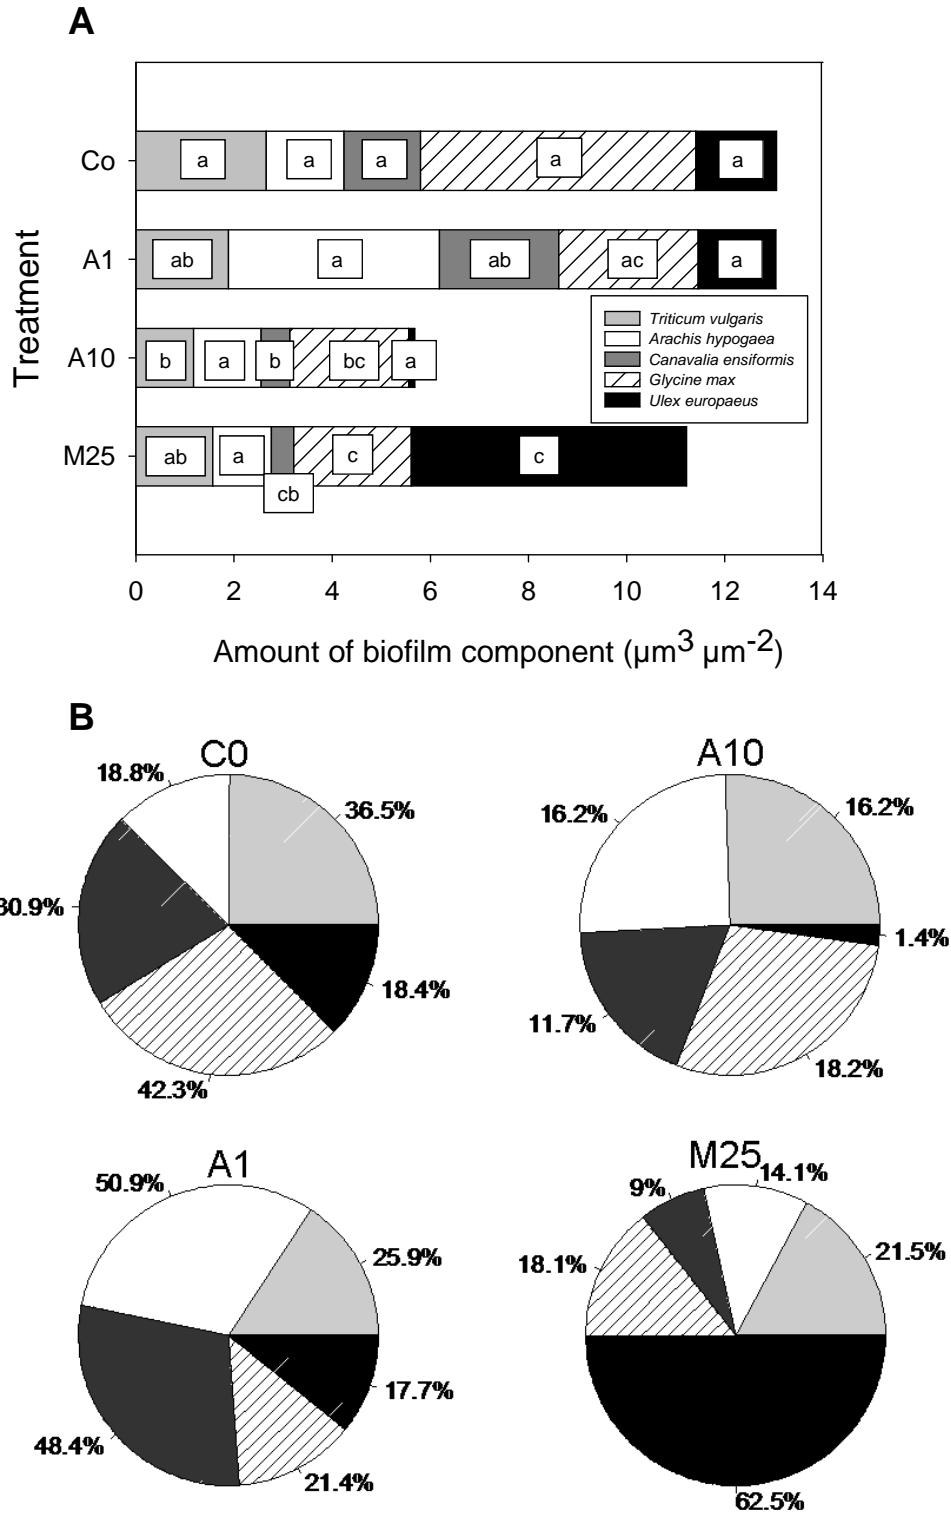 A
Treatment
Co
a a a a a
A1
ab a ab ac a
A10
b a b bc a
M25
ab a cb c c
Triticum vulgaris
Arachis hypogaea
Canavalia ensiformis
Glycine max
Ulex europaeus
0 2 4 6 8 10 12 14
Amount of biofilm component (µm³ µm⁻²)
B
C0
18.8%
36.5%
30.9%
18.4%
42.3%
A10
16.2%
16.2%
1.4%
11.7%
18.2%
A1
50.9%
25.9%
17.7%
48.4%
21.4%
M25
14.1%
9%
21.5%
18.1%
62.5%